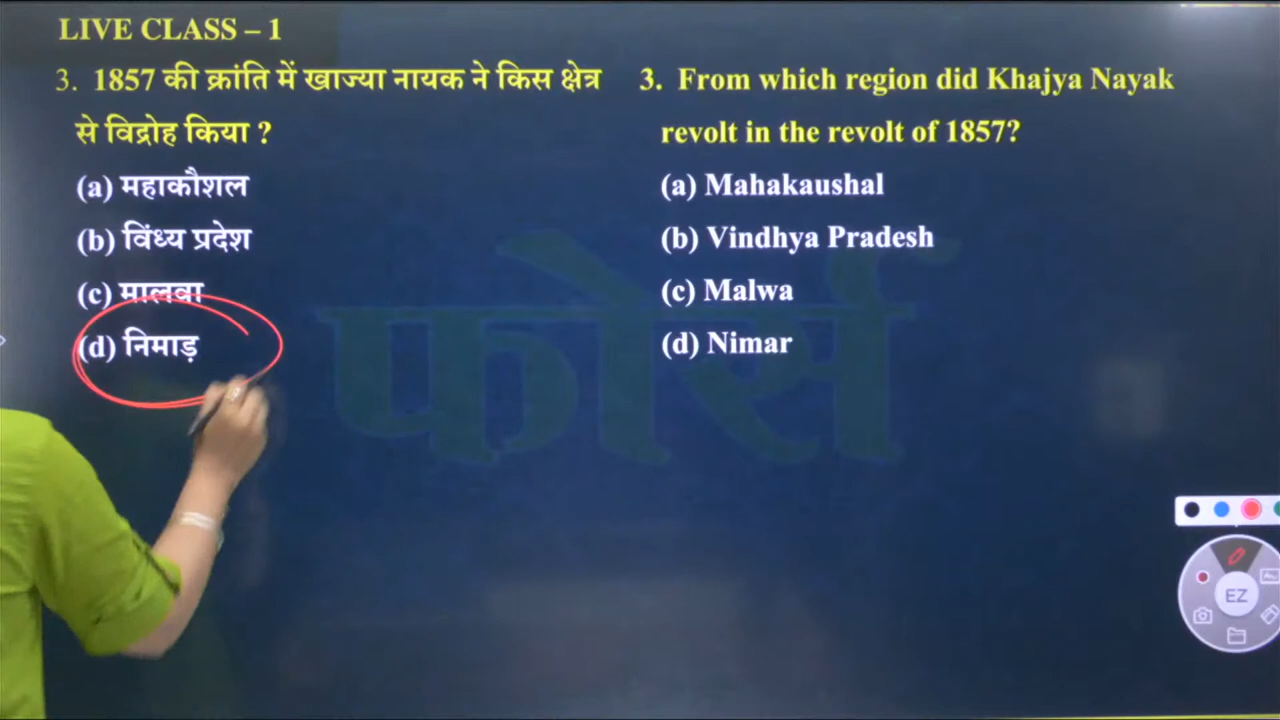 LIVE CLASS – 1
3. 1857 की क्रांति में खाज्या नायक ने किस क्षेत्र
से विद्रोह किया ?
(a) महाकौशल
(b) विंध्य प्रदेश
(c) मालवा
(d) निमाड़
3. From which region did Khajya Nayak
revolt in the revolt of 1857?
(a) Mahakaushal
(b) Vindhya Pradesh
(c) Malwa
(d) Nimar
फोर्स
EZ